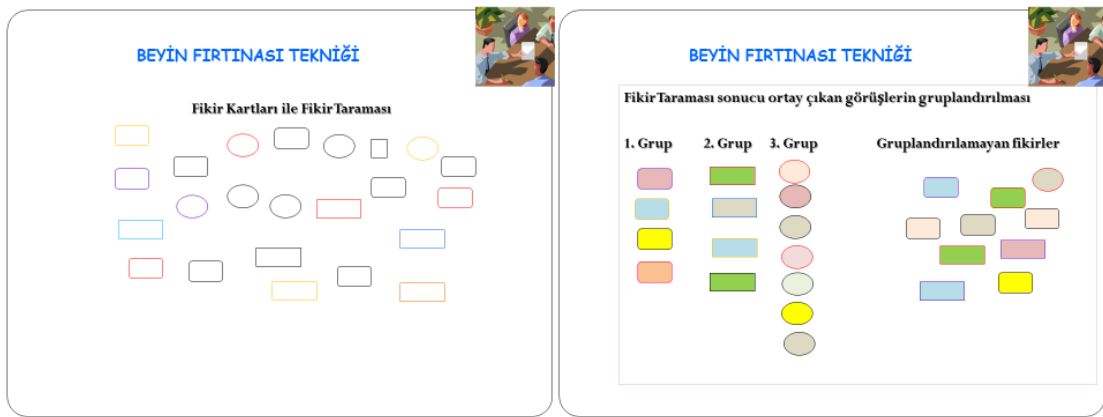 BEYİN FIRTINASI TEKNİĞİ
Fikir Kartları ile Fikir Taraması
BEYİN FIRTINASI TEKNİĞİ
Fikir Taraması sonucu ortay çıkan görüşlerin gruplandırılması
1. Grup 2. Grup 3. Grup Gruplandırılamayan fikirler